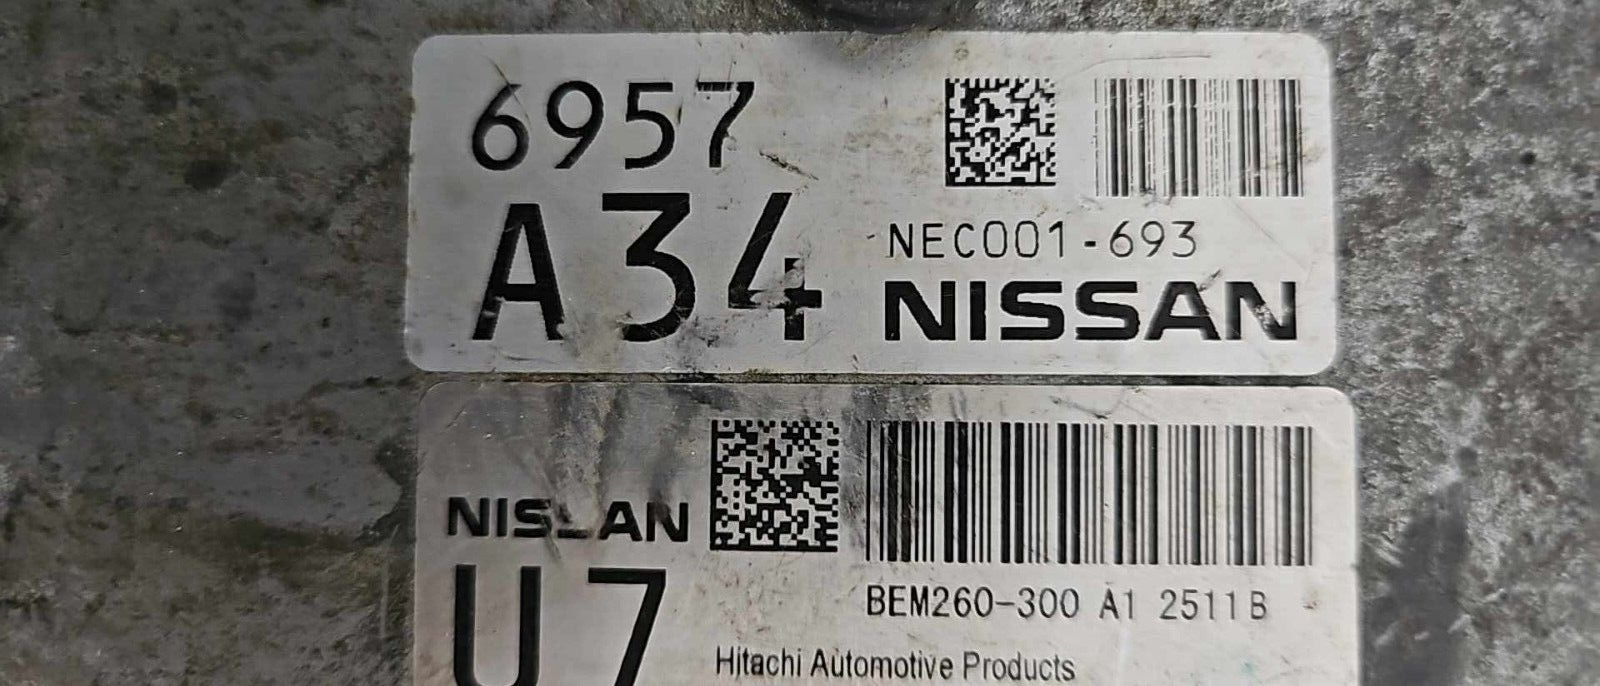 6957
A34
NEC001-693
NISSAN
NISSAN
BEM260-300 A1 2511B
U7
Hitachi Automotive Products